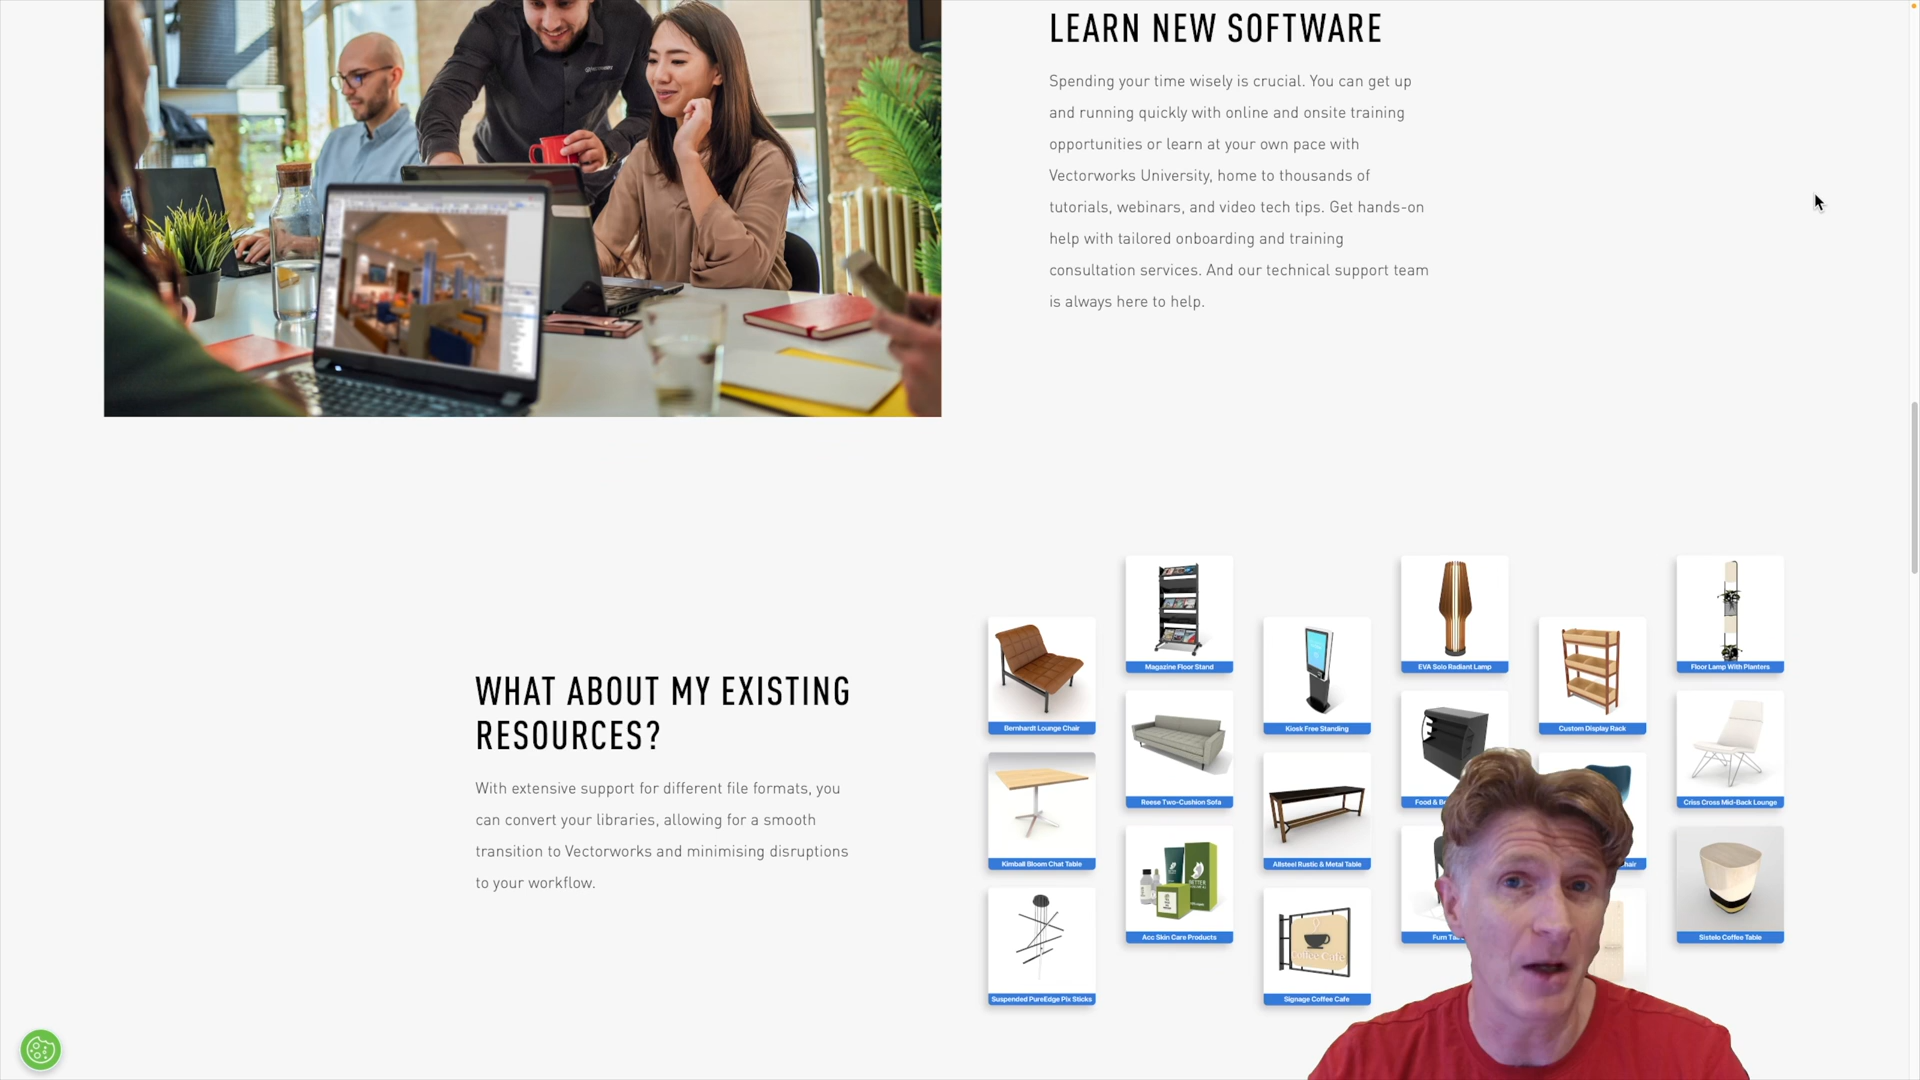 LEARN NEW SOFTWARE
Spending your time wisely is crucial. You can get up
and running quickly with online and onsite training
opportunities or learn at your own pace with
Vectorworks University, home to thousands of
tutorials, webinars, and video tech tips. Get hands-on
help with tailored onboarding and training
consultation services. And our technical support team
is always here to help.
WHAT ABOUT MY EXISTING
RESOURCES?
With extensive support for different file formats, you
can convert your libraries, allowing for a smooth
transition to Vectorworks and minimising disruptions
to your workflow.
Magazine Floor Stand
EVA Solo Radiant Lamp
Floor Lamp With Planters
Bernhardt Lounge Chair
Kiosk Free Standing
Custom Display Rack
Reese Two-Cushion Sofa
Food &
Criss Cross Mid-Back Lounge
Kimball Bloom Chat Table
Allsteel Rustic & Metal Table
Acc Skin Care Products
Sistelo Coffee Table
Suspended PureEdge Pix Sticks
Signage Coffee Cafe